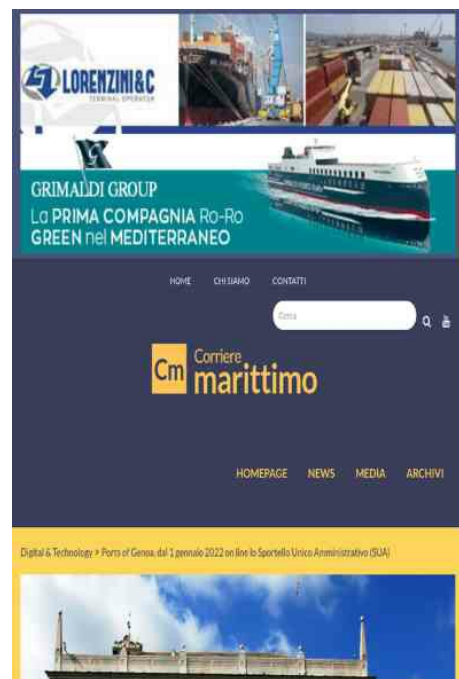 LORENZINI&C
TERMINAL OPERATOR
GRIMALDI GROUP
La PRIMA COMPAGNIA Ro-Ro
GREEN nel MEDITERRANEO
HOME CHI SIAMO CONTATTI
Cerca
Cm Corriere
marittimo
HOMEPAGE NEWS MEDIA ARCHIVI
Digital & Technology > Ports of Genoa, dal 1 gennaio 2022 on line lo Sportello Unico Amministrativo (SUA)